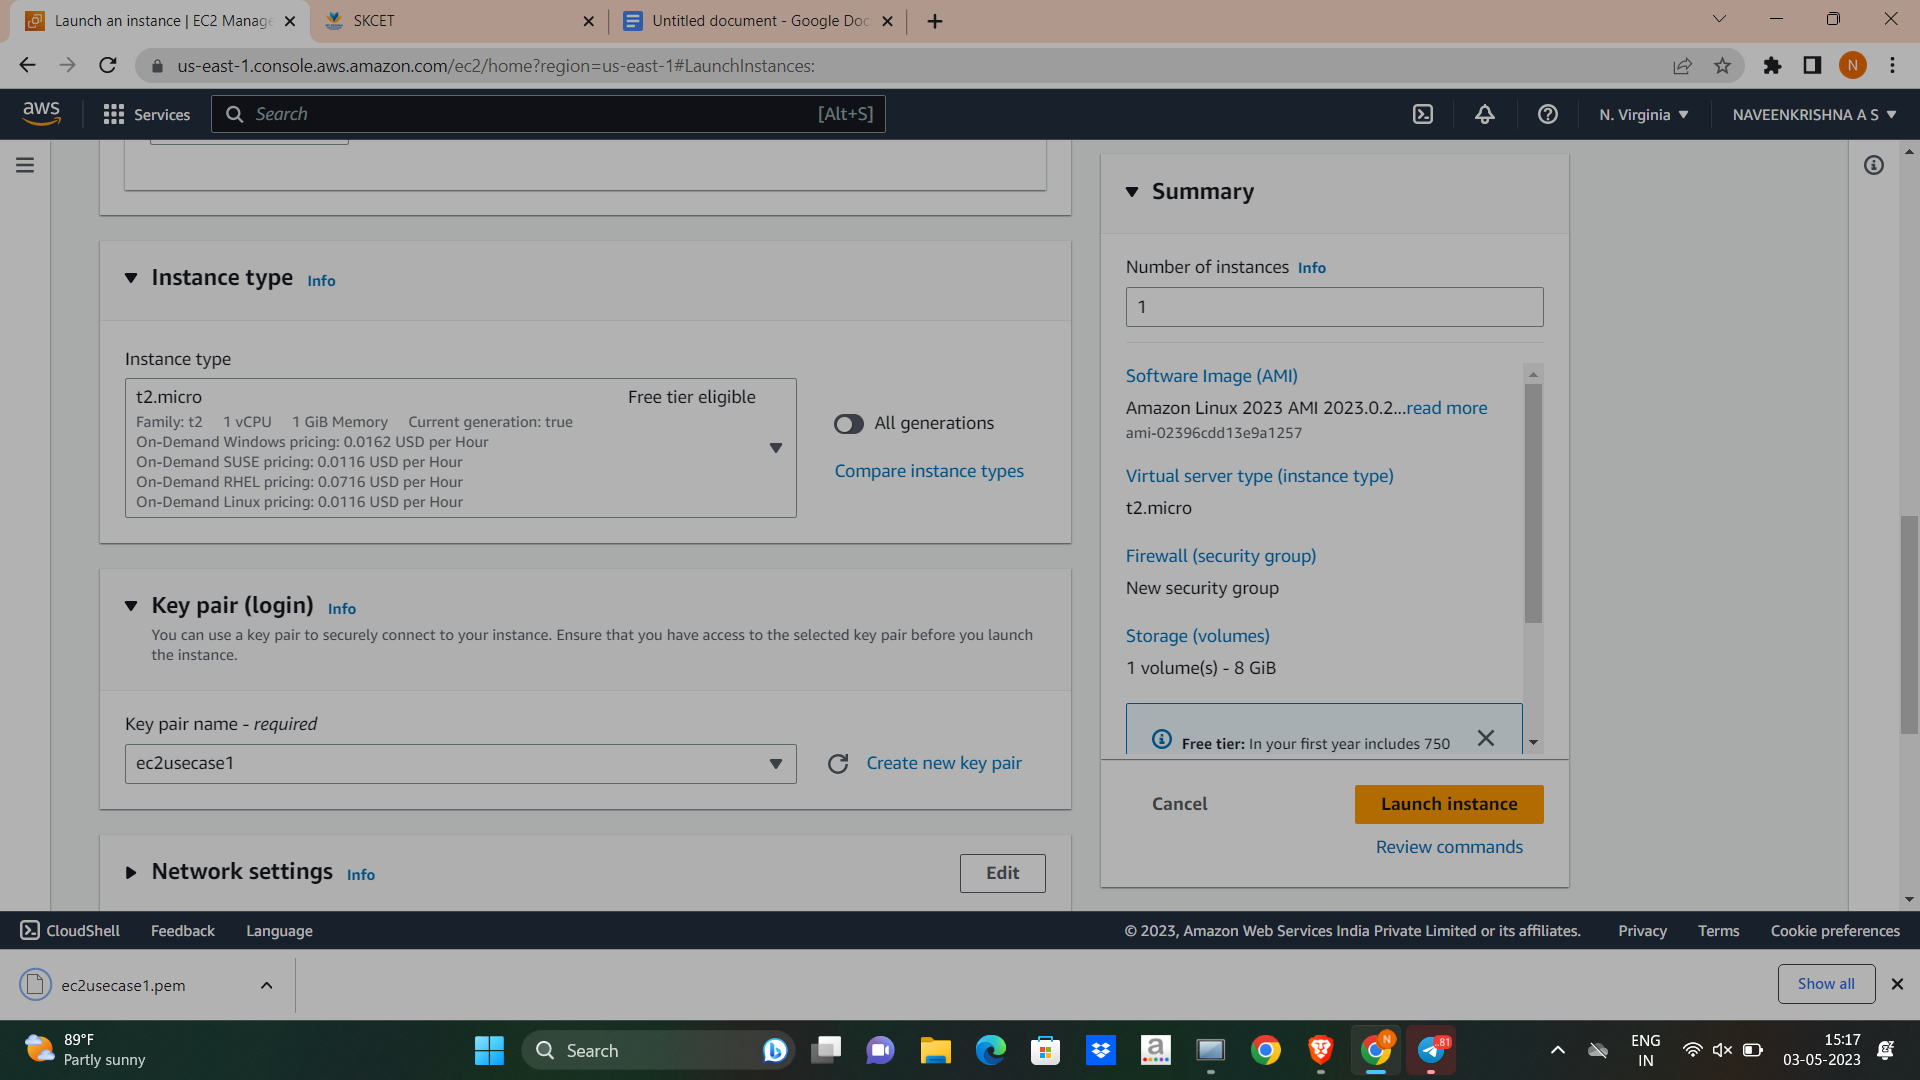 Launch an instance | EC2 Manage
SKCET
Untitled document - Google Doc
us-east-1.console.aws.amazon.com/ec2/home?region=us-east-1#LaunchInstances:
N
aws
Services
Search
[Alt+S]
N. Virginia
NAVEENKRISHNA A S
Instance type Info
Instance type
t2.micro
Free tier eligible
Family: t2 1 vCPU 1 GiB Memory Current generation: true
On-Demand Windows pricing: 0.0162 USD per Hour
On-Demand SUSE pricing: 0.0116 USD per Hour
On-Demand RHEL pricing: 0.0716 USD per Hour
On-Demand Linux pricing: 0.0116 USD per Hour
All generations
Compare instance types
Key pair (login) Info
You can use a key pair to securely connect to your instance. Ensure that you have access to the selected key pair before you launch
the instance.
Key pair name - required
ec2usecase1
Create new key pair
Network settings Info
Edit
Summary
Number of instances Info
1
Software Image (AMI)
Amazon Linux 2023 AMI 2023.0.2...read more
ami-02396cdd13e9a1257
Virtual server type (instance type)
t2.micro
Firewall (security group)
New security group
Storage (volumes)
1 volume(s) - 8 GiB
Free tier: In your first year includes 750
Cancel
Launch instance
Review commands
CloudShell
Feedback
Language
© 2023, Amazon Web Services India Private Limited or its affiliates.
Privacy
Terms
Cookie preferences
ec2usecase1.pem
Show all
89°F
Partly sunny
Search
a
N
81
ENG
IN
15:17
03-05-2023